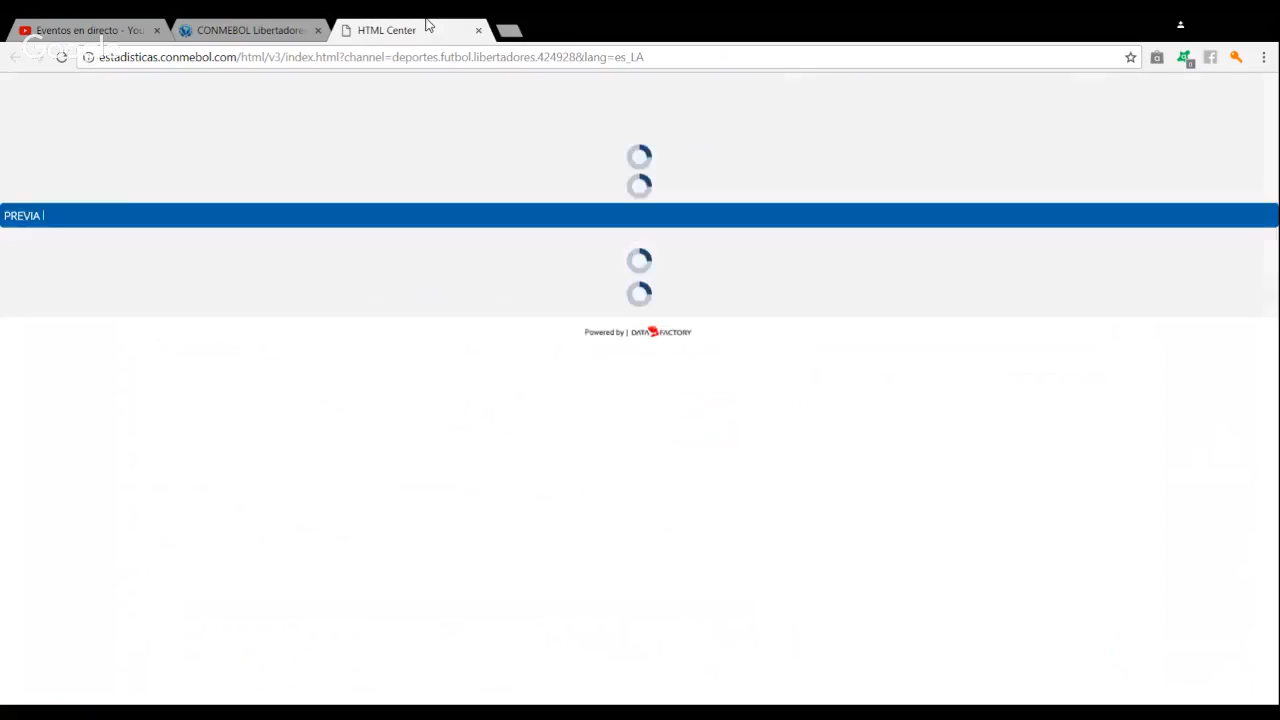 Eventos en directo - You
CONMEBOL Libertadore
HTML Center
estadisticas.conmebol.com/html/v3/index.html?channel=deportes.futbol.libertadores.424928&lang=es_LA
PREVIA |
Powered by | DATAFACTORY